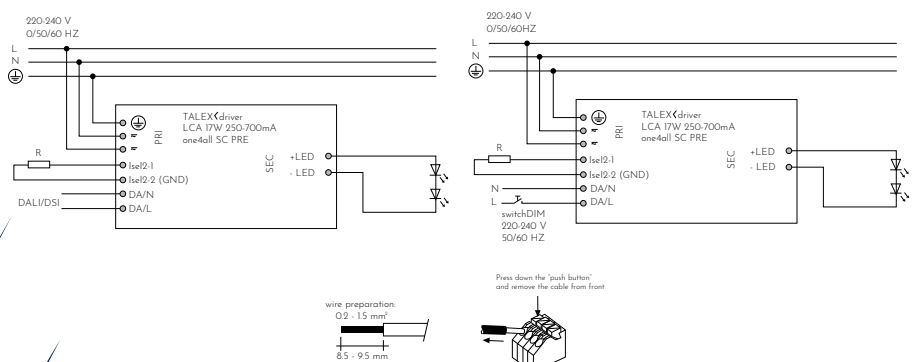 220-240 V
0/50/60 HZ
L
N
TALEX driver
LCA 17W 250-700mA
one4all SC PRE
PRI
R
Isel2-1
Isel2-2 (GND)
DA/N
DA/L
DALI/DSI
SEC
+LED
- LED
220-240 V
0/50/60HZ
L
N
TALEX driver
LCA 17W 250-700mA
one4all SC PRE
PRI
R
Isel2-1
Isel2-2 (GND)
N
DA/N
L
DA/L
switchDIM
220-240 V
50/60 HZ
SEC
+LED
- LED
wire preparation:
0.2 - 1.5 mm²
8.5 - 9.5 mm
Press down the "push button"
and remove the cable from front